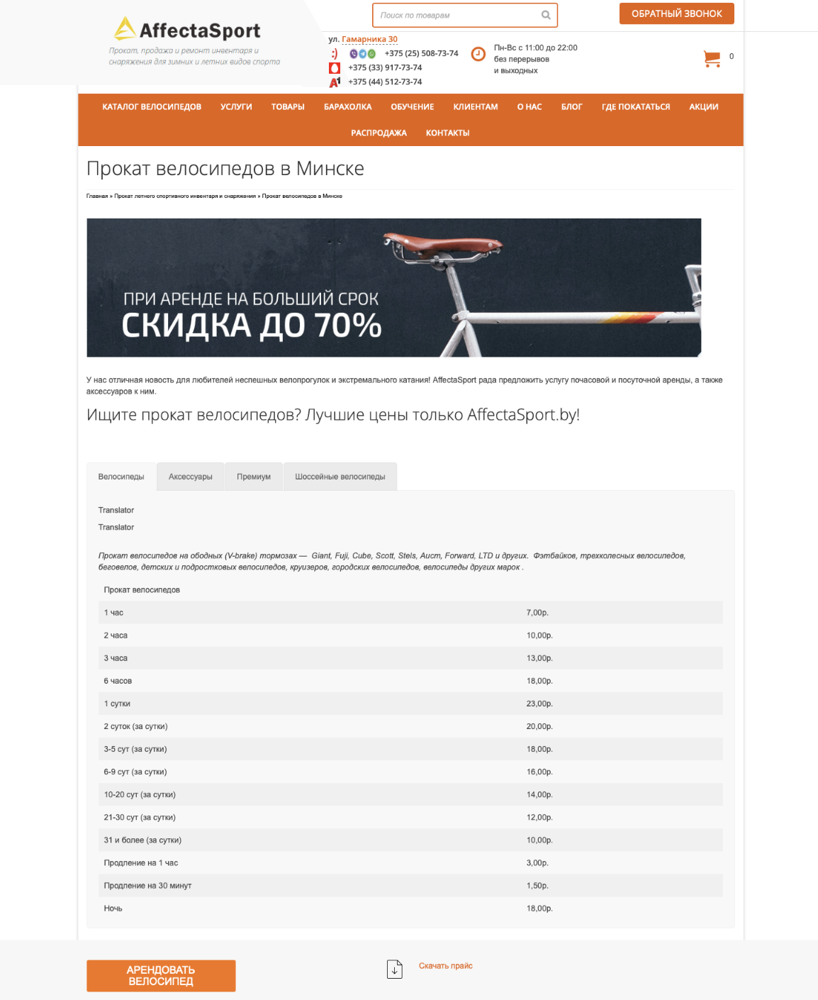 AffectaSport
Прокат, продажа и ремонт инвентаря и
снаряжения для зимних и летних видов спорта
Поиск по товарам
ОБРАТНЫЙ ЗВОНОК
ул. Гамарника 30
+375 (25) 508-73-74
+375 (33) 917-73-74
+375 (44) 512-73-74
Пн-Вс с 11:00 до 22:00
без перерывов
и выходных
0
КАТАЛОГ ВЕЛОСИПЕДОВ УСЛУГИ ТОВАРЫ БАРАХОЛКА ОБУЧЕНИЕ КЛИЕНТАМ О НАС БЛОГ ГДЕ ПОКАТАТЬСЯ АКЦИИ
РАСПРОДАЖА КОНТАКТЫ
Прокат велосипедов в Минске
Главная » Прокат летнего спортивного инвентаря и снаряжения » Прокат велосипедов в Минске
ПРИ АРЕНДЕ НА БОЛЬШИЙ СРОК
СКИДКА ДО 70%
У нас отличная новость для любителей неспешных велопрогулок и экстремального катания! AffectaSport рада предложить услугу почасовой и посуточной аренды, а также
аксессуаров к ним.
Ищите прокат велосипедов? Лучшие цены только AffectaSport.by!
Велосипеды Аксессуары Премиум Шоссейные велосипеды
Translator
Translator
Прокат велосипедов на ободных (V-brake) тормозах — Giant, Fuji, Cube, Scott, Stels, Аист, Forward, LTD и других. Фэтбайков, трехколесных велосипедов,
беговелов, детских и подростковых велосипедов, круизеров, городских велосипедов, велосипеды других марок .
Прокат велосипедов
1 час 7,00р.
2 часа 10,00р.
3 часа 13,00р.
6 часов 18,00р.
1 сутки 23,00р.
2 суток (за сутки) 20,00р.
3-5 сут (за сутки) 18,00р.
6-9 сут (за сутки) 16,00р.
10-20 сут (за сутки) 14,00р.
21-30 сут (за сутки) 12,00р.
31 и более (за сутки) 10,00р.
Продление на 1 час 3,00р.
Продление на 30 минут 1,50р.
Ночь 18,00р.
АРЕНДОВАТЬ
ВЕЛОСИПЕД
Скачать прайс